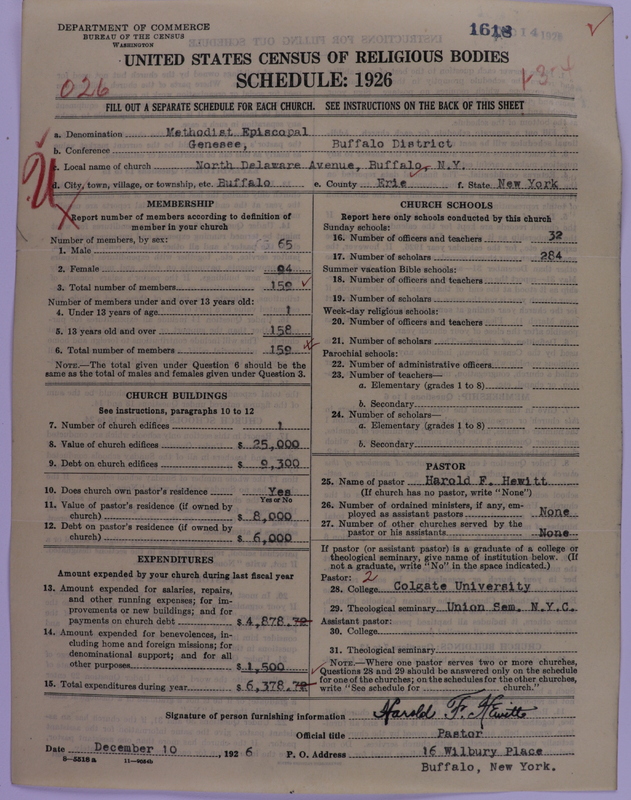 DEPARTMENT OF COMMERCE
BUREAU OF THE CENSUS
WASHINGTON
1618
UNITED STATES CENSUS OF RELIGIOUS BODIES
SCHEDULE: 1926
026
1-3-4
FILL OUT A SEPARATE SCHEDULE FOR EACH CHURCH. SEE INSTRUCTIONS ON THE BACK OF THIS SHEET
a. Denomination Methodist Episcopal
b. Conference Genesee, Buffalo District
c. Local name of church North Delaware Avenue, Buffalo, N.Y.
d. City, town, village, or township, etc. Buffalo e. County Erie f. State New York
MEMBERSHIP
Report number of members according to definition of
member in your church
Number of members, by sex:
1. Male 65
2. Female 94
3. Total number of members 159
Number of members under and over 13 years old:
4. Under 13 years of age 1
5. 13 years old and over 158
6. Total number of members 159
NOTE.—The total given under Question 6 should be the
same as the total of males and females given under Question 3.
CHURCH BUILDINGS
See instructions, paragraphs 10 to 12
7. Number of church edifices 1
8. Value of church edifices $ 25,000
9. Debt on church edifices $ 9,300
10. Does church own pastor's residence Yes
Yes or No
11. Value of pastor's residence (if owned by
church) $ 8,000
12. Debt on pastor's residence (if owned by
church) $ 6,000
EXPENDITURES
Amount expended by your church during last fiscal year
13. Amount expended for salaries, repairs,
and other running expenses; for im-
provements or new buildings; and for
payments on church debt $ 4,878.72
14. Amount expended for benevolences, in-
cluding home and foreign missions; for
denominational support; and for all
other purposes $ 1,500
15. Total expenditures during year $ 6,378.72
CHURCH SCHOOLS
Report here only schools conducted by this church
Sunday schools:
16. Number of officers and teachers 32
17. Number of scholars 284
Summer vacation Bible schools:
18. Number of officers and teachers
19. Number of scholars
Week-day religious schools:
20. Number of officers and teachers
21. Number of scholars
Parochial schools:
22. Number of administrative officers
23. Number of teachers—
a. Elementary (grades 1 to 8)
b. Secondary
24. Number of scholars—
a. Elementary (grades 1 to 8)
b. Secondary
PASTOR
25. Name of pastor Harold F. Hewitt
(If church has no pastor, write "None")
26. Number of ordained ministers, if any, em-
ployed as assistant pastors None
27. Number of other churches served by the
pastor or his assistants None
If pastor (or assistant pastor) is a graduate of a college or
theological seminary, give name of institution below. (If
not a graduate, write "No" in the space indicated.)
Pastor: 2
28. College Colgate University
29. Theological seminary Union Sem. N.Y.C.
Assistant pastor:
30. College
31. Theological seminary
NOTE.—Where one pastor serves two or more churches,
Questions 28 and 29 should be answered only on the schedule
for one of the churches; on the schedules for the other churches,
write "See schedule for church."
Signature of person furnishing information Harold F. Hewitt
Official title Pastor
Date December 10, 1926 P. O. Address 16 Wilbury Place
8-5518 a 11-9054b Buffalo, New York.